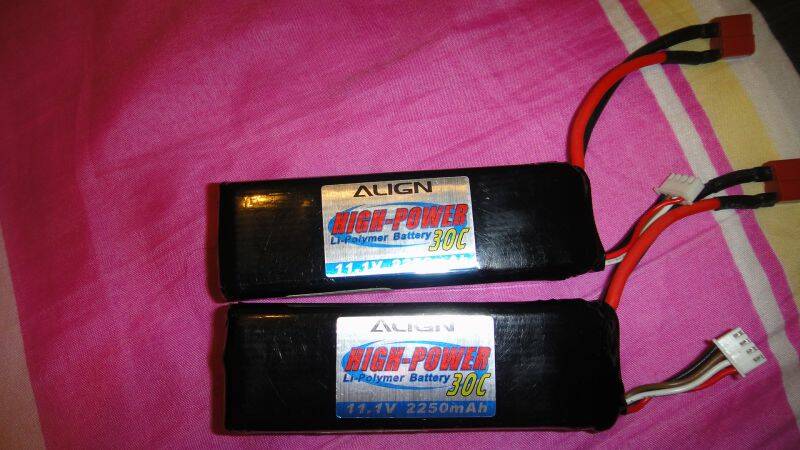 ALIGN
HIGH-POWER
Li-Polymer Battery 30C
11.1V 2250mAh
ALIGN
HIGH-POWER
Li-Polymer Battery 30C
11.1V 2250mAh